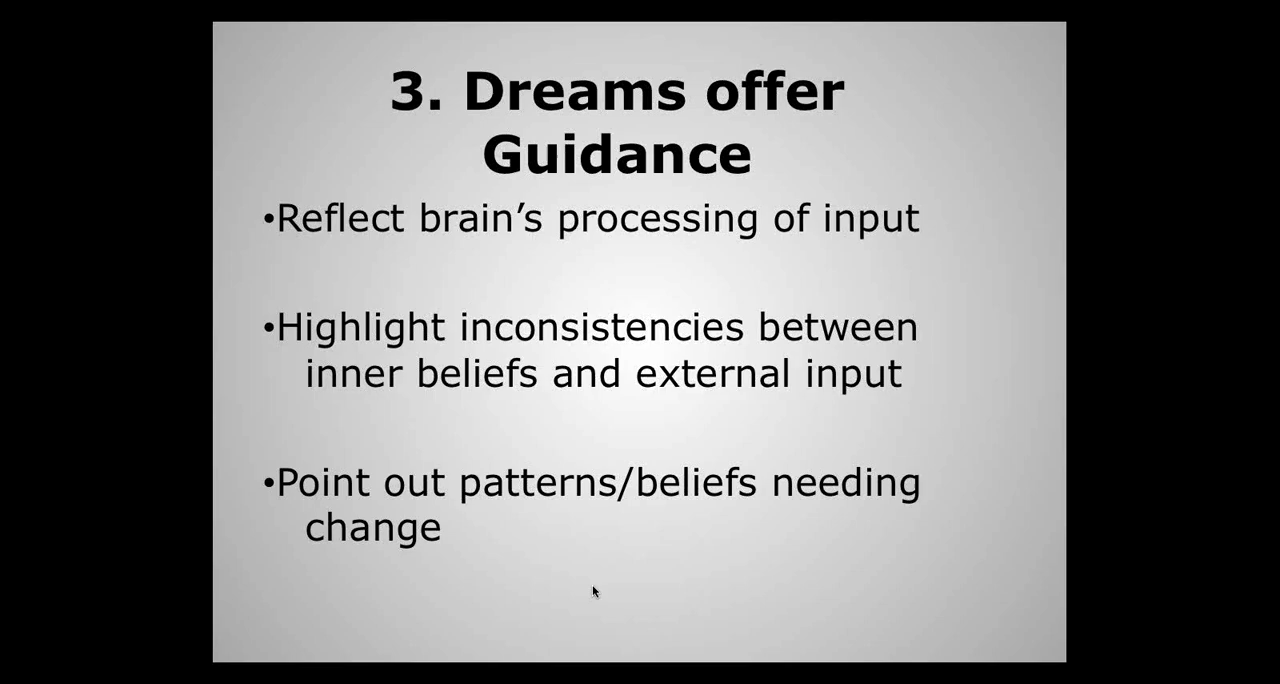 3. Dreams offer
Guidance
•Reflect brain’s processing of input
•Highlight inconsistencies between
inner beliefs and external input
•Point out patterns/beliefs needing
change